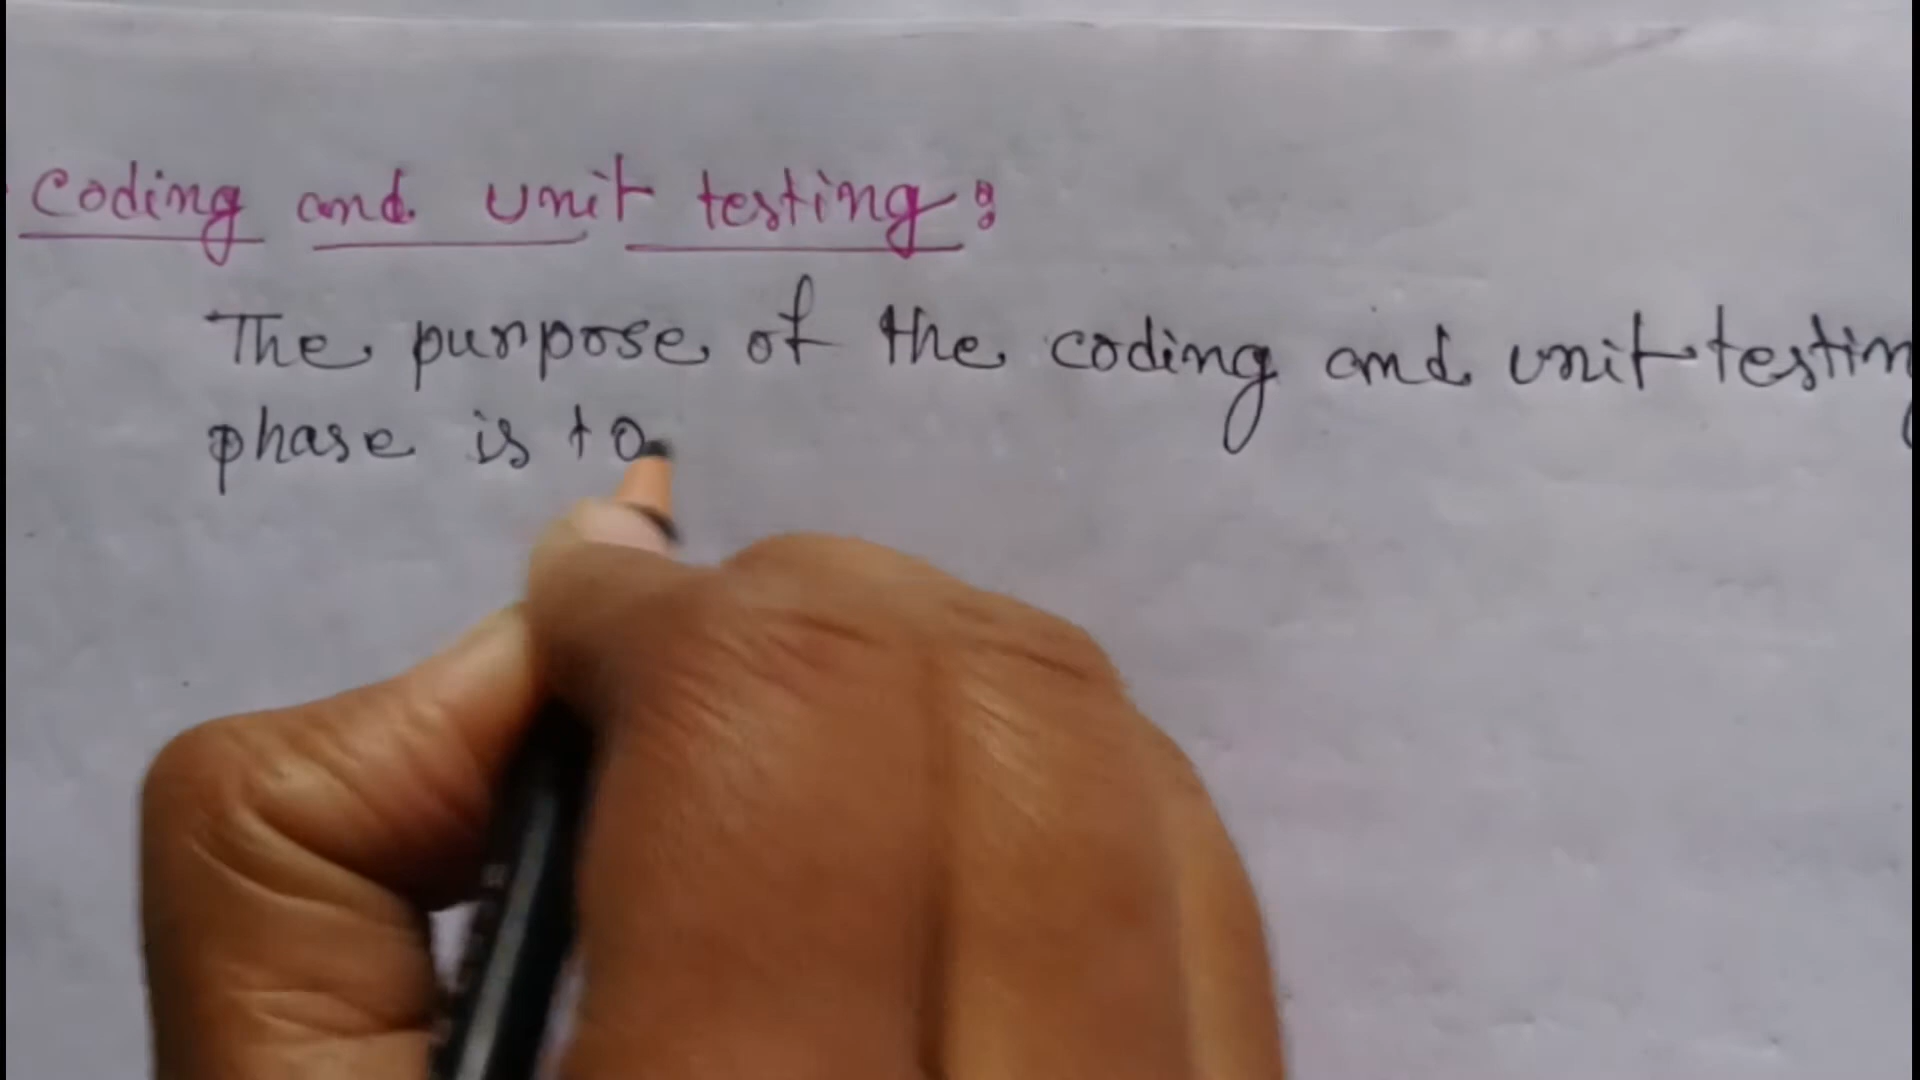 Coding and unit testing:
The purpose of the coding and unit testing
phase is to